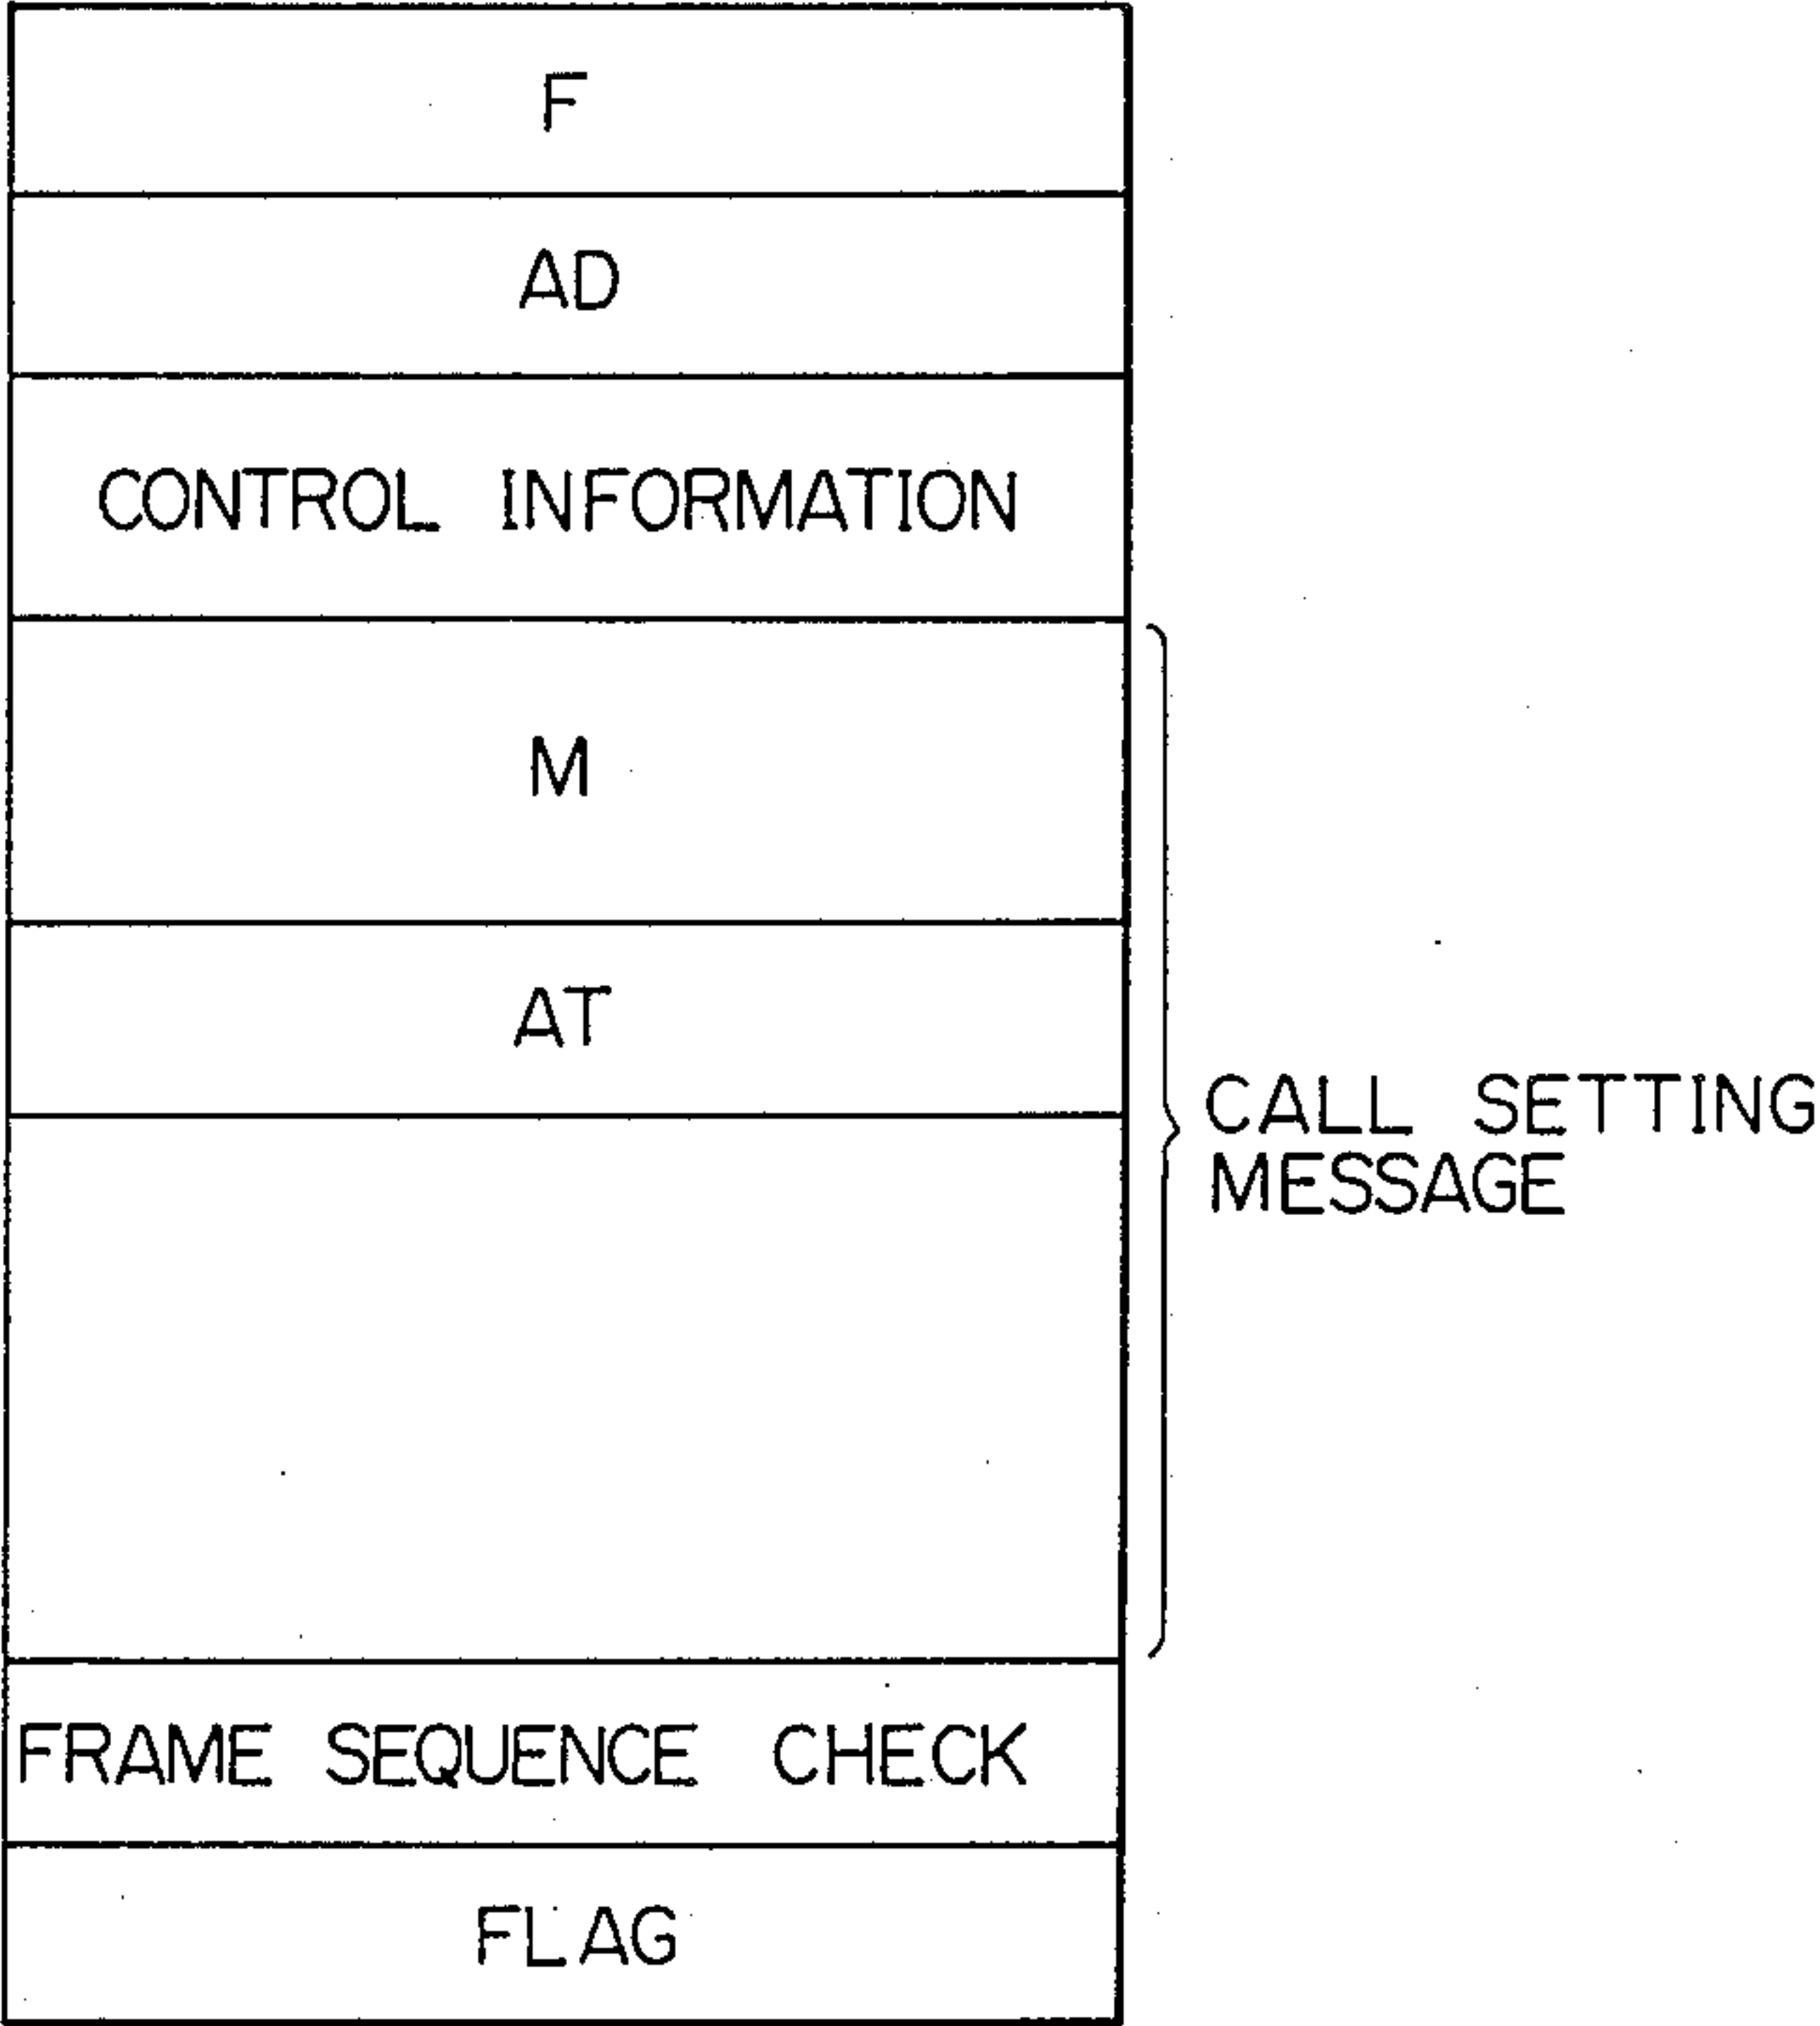 F
AD
CONTROL INFORMATION
M
AT
CALL SETTING
MESSAGE
FRAME SEQUENCE CHECK
FLAG